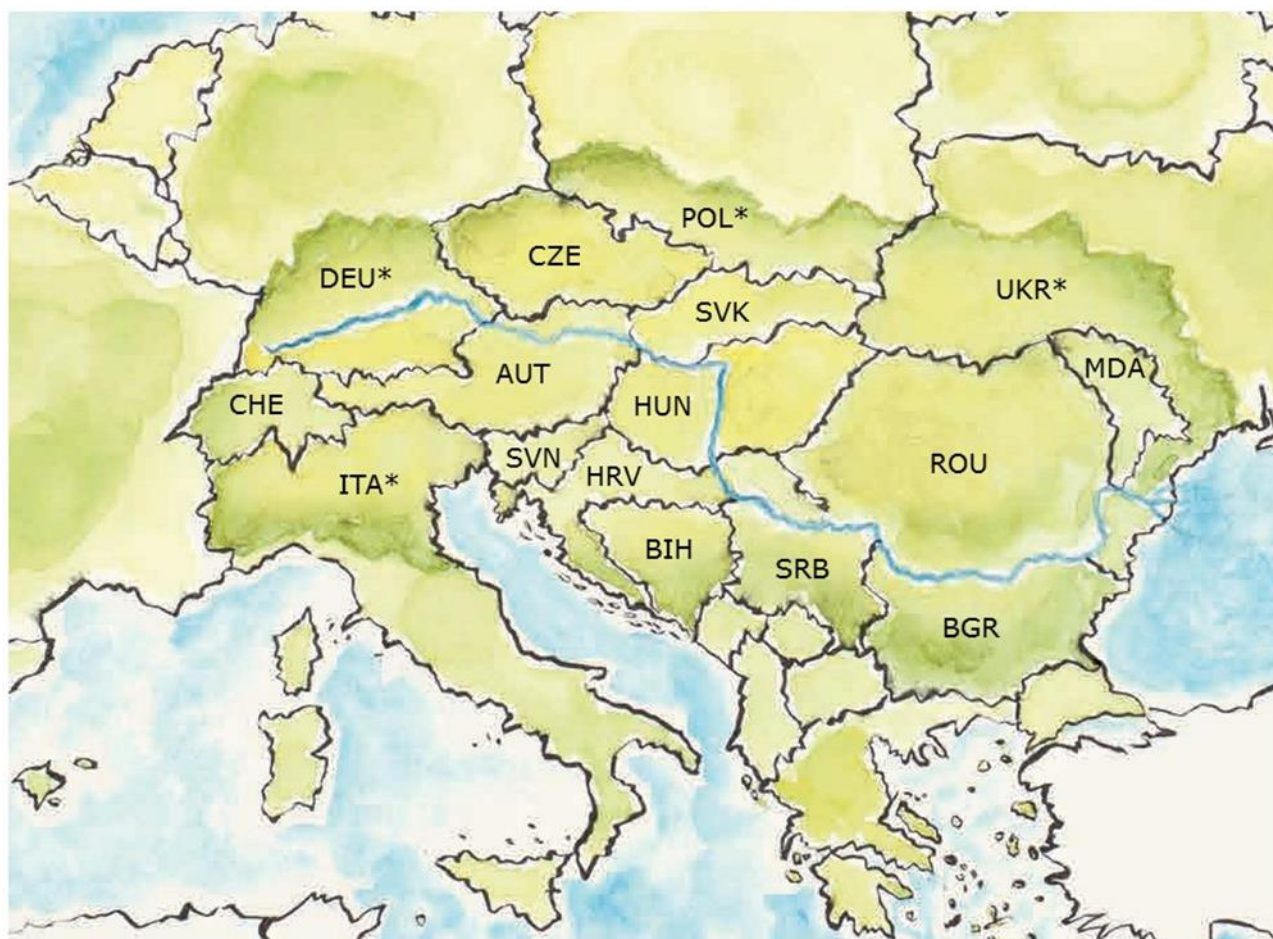 POL*
CZE
DEU*
UKR*
SVK
MDA
AUT
CHE
HUN
SVN
ROU
HRV
ITA*
BIH
SRB
BGR